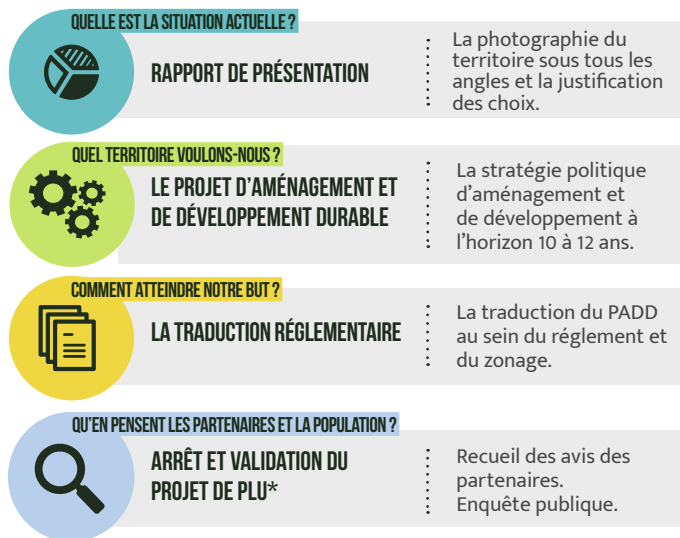 QUELLE EST LA SITUATION ACTUELLE ?
RAPPORT DE PRÉSENTATION
La photographie du
territoire sous tous les
angles et la justification
des choix.
QUEL TERRITOIRE VOULONS-NOUS ?
LE PROJET D'AMÉNAGEMENT ET
DE DÉVELOPPEMENT DURABLE
La stratégie politique
d'aménagement et
de développement à
l'horizon 10 à 12 ans.
COMMENT ATTEINDRE NOTRE BUT ?
LA TRADUCTION RÉGLEMENTAIRE
La traduction du PADD
au sein du réglement et
du zonage.
QU'EN PENSENT LES PARTENAIRES ET LA POPULATION ?
ARRÊT ET VALIDATION DU
PROJET DE PLU*
Recueil des avis des
partenaires.
Enquête publique.